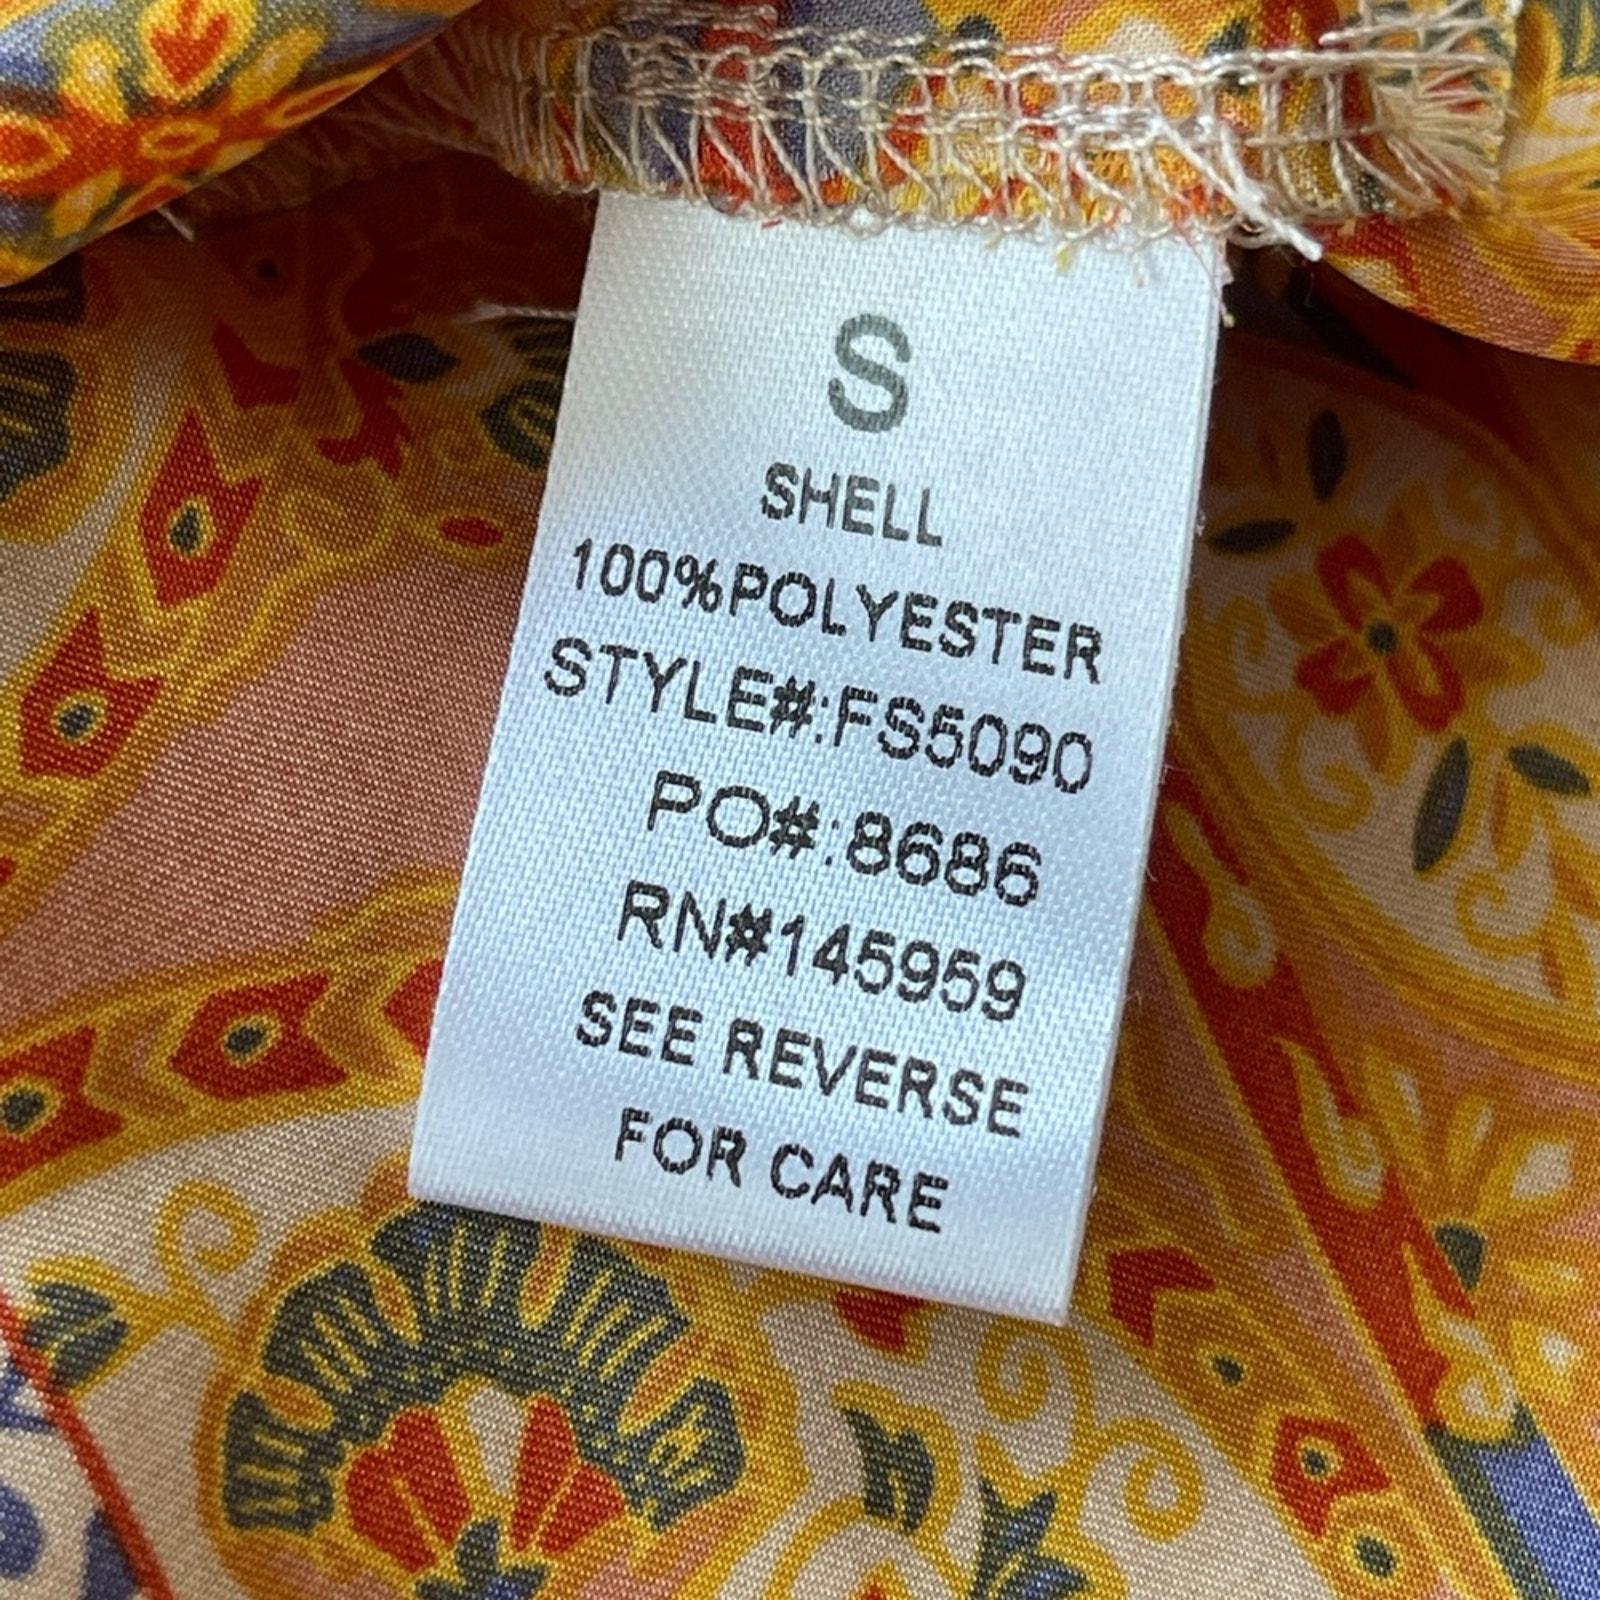 S
SHELL
100%POLYESTER
STYLE#:FS5090
PO#:8686
RN#145959
SEE REVERSE
FOR CARE